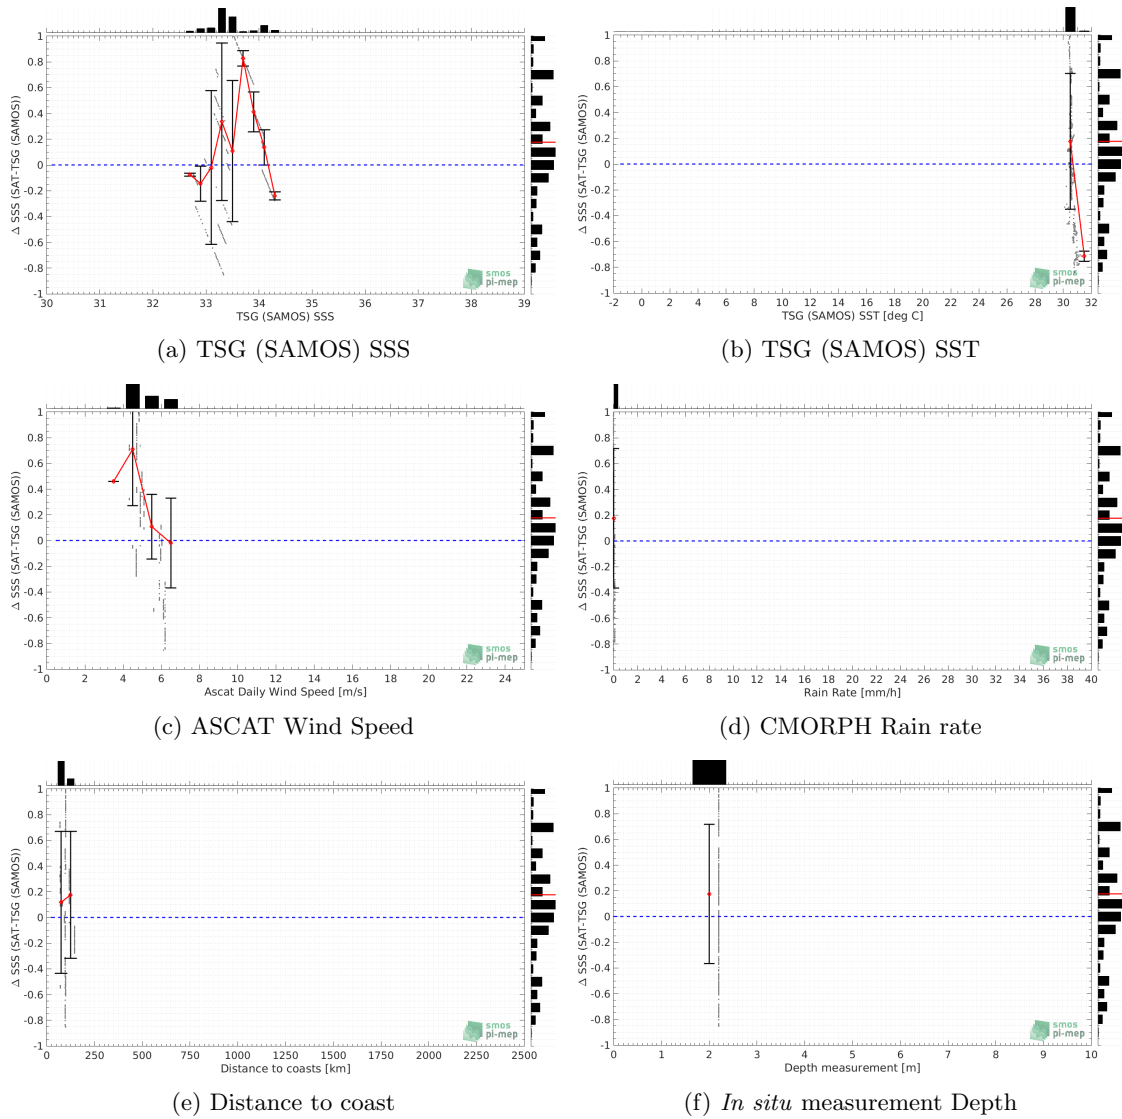 1
0.8
0.6
0.4
0.2
0
-0.2
-0.4
-0.6
-0.8
-1
Δ SSS (SAT-TSG (SAMOS))
30 31 32 33 34 35 36 37 38 39
TSG (SAMOS) SSS
smos
pi-mep
(a) TSG (SAMOS) SSS
1
0.8
0.6
0.4
0.2
0
-0.2
-0.4
-0.6
-0.8
-1
Δ SSS (SAT-TSG (SAMOS))
-2 0 2 4 6 8 10 12 14 16 18 20 22 24 26 28 30 32
TSG (SAMOS) SST [deg C]
smos
pi-mep
(b) TSG (SAMOS) SST
1
0.8
0.6
0.4
0.2
0
-0.2
-0.4
-0.6
-0.8
-1
Δ SSS (SAT-TSG (SAMOS))
0 2 4 6 8 10 12 14 16 18 20 22 24
Ascat Daily Wind Speed [m/s]
smos
pi-mep
(c) ASCAT Wind Speed
1
0.8
0.6
0.4
0.2
0
-0.2
-0.4
-0.6
-0.8
-1
Δ SSS (SAT-TSG (SAMOS))
0 2 4 6 8 10 12 14 16 18 20 22 24 26 28 30 32 34 36 38 40
Rain Rate [mm/h]
smos
pi-mep
(d) CMORPH Rain rate
1
0.8
0.6
0.4
0.2
0
-0.2
-0.4
-0.6
-0.8
-1
Δ SSS (SAT-TSG (SAMOS))
0 250 500 750 1000 1250 1500 1750 2000 2250 2500
Distance to coasts [km]
smos
pi-mep
(e) Distance to coast
1
0.8
0.6
0.4
0.2
0
-0.2
-0.4
-0.6
-0.8
-1
Δ SSS (SAT-TSG (SAMOS))
0 1 2 3 4 5 6 7 8 9 10
Depth measurement [m]
smos
pi-mep
(f) In situ measurement Depth